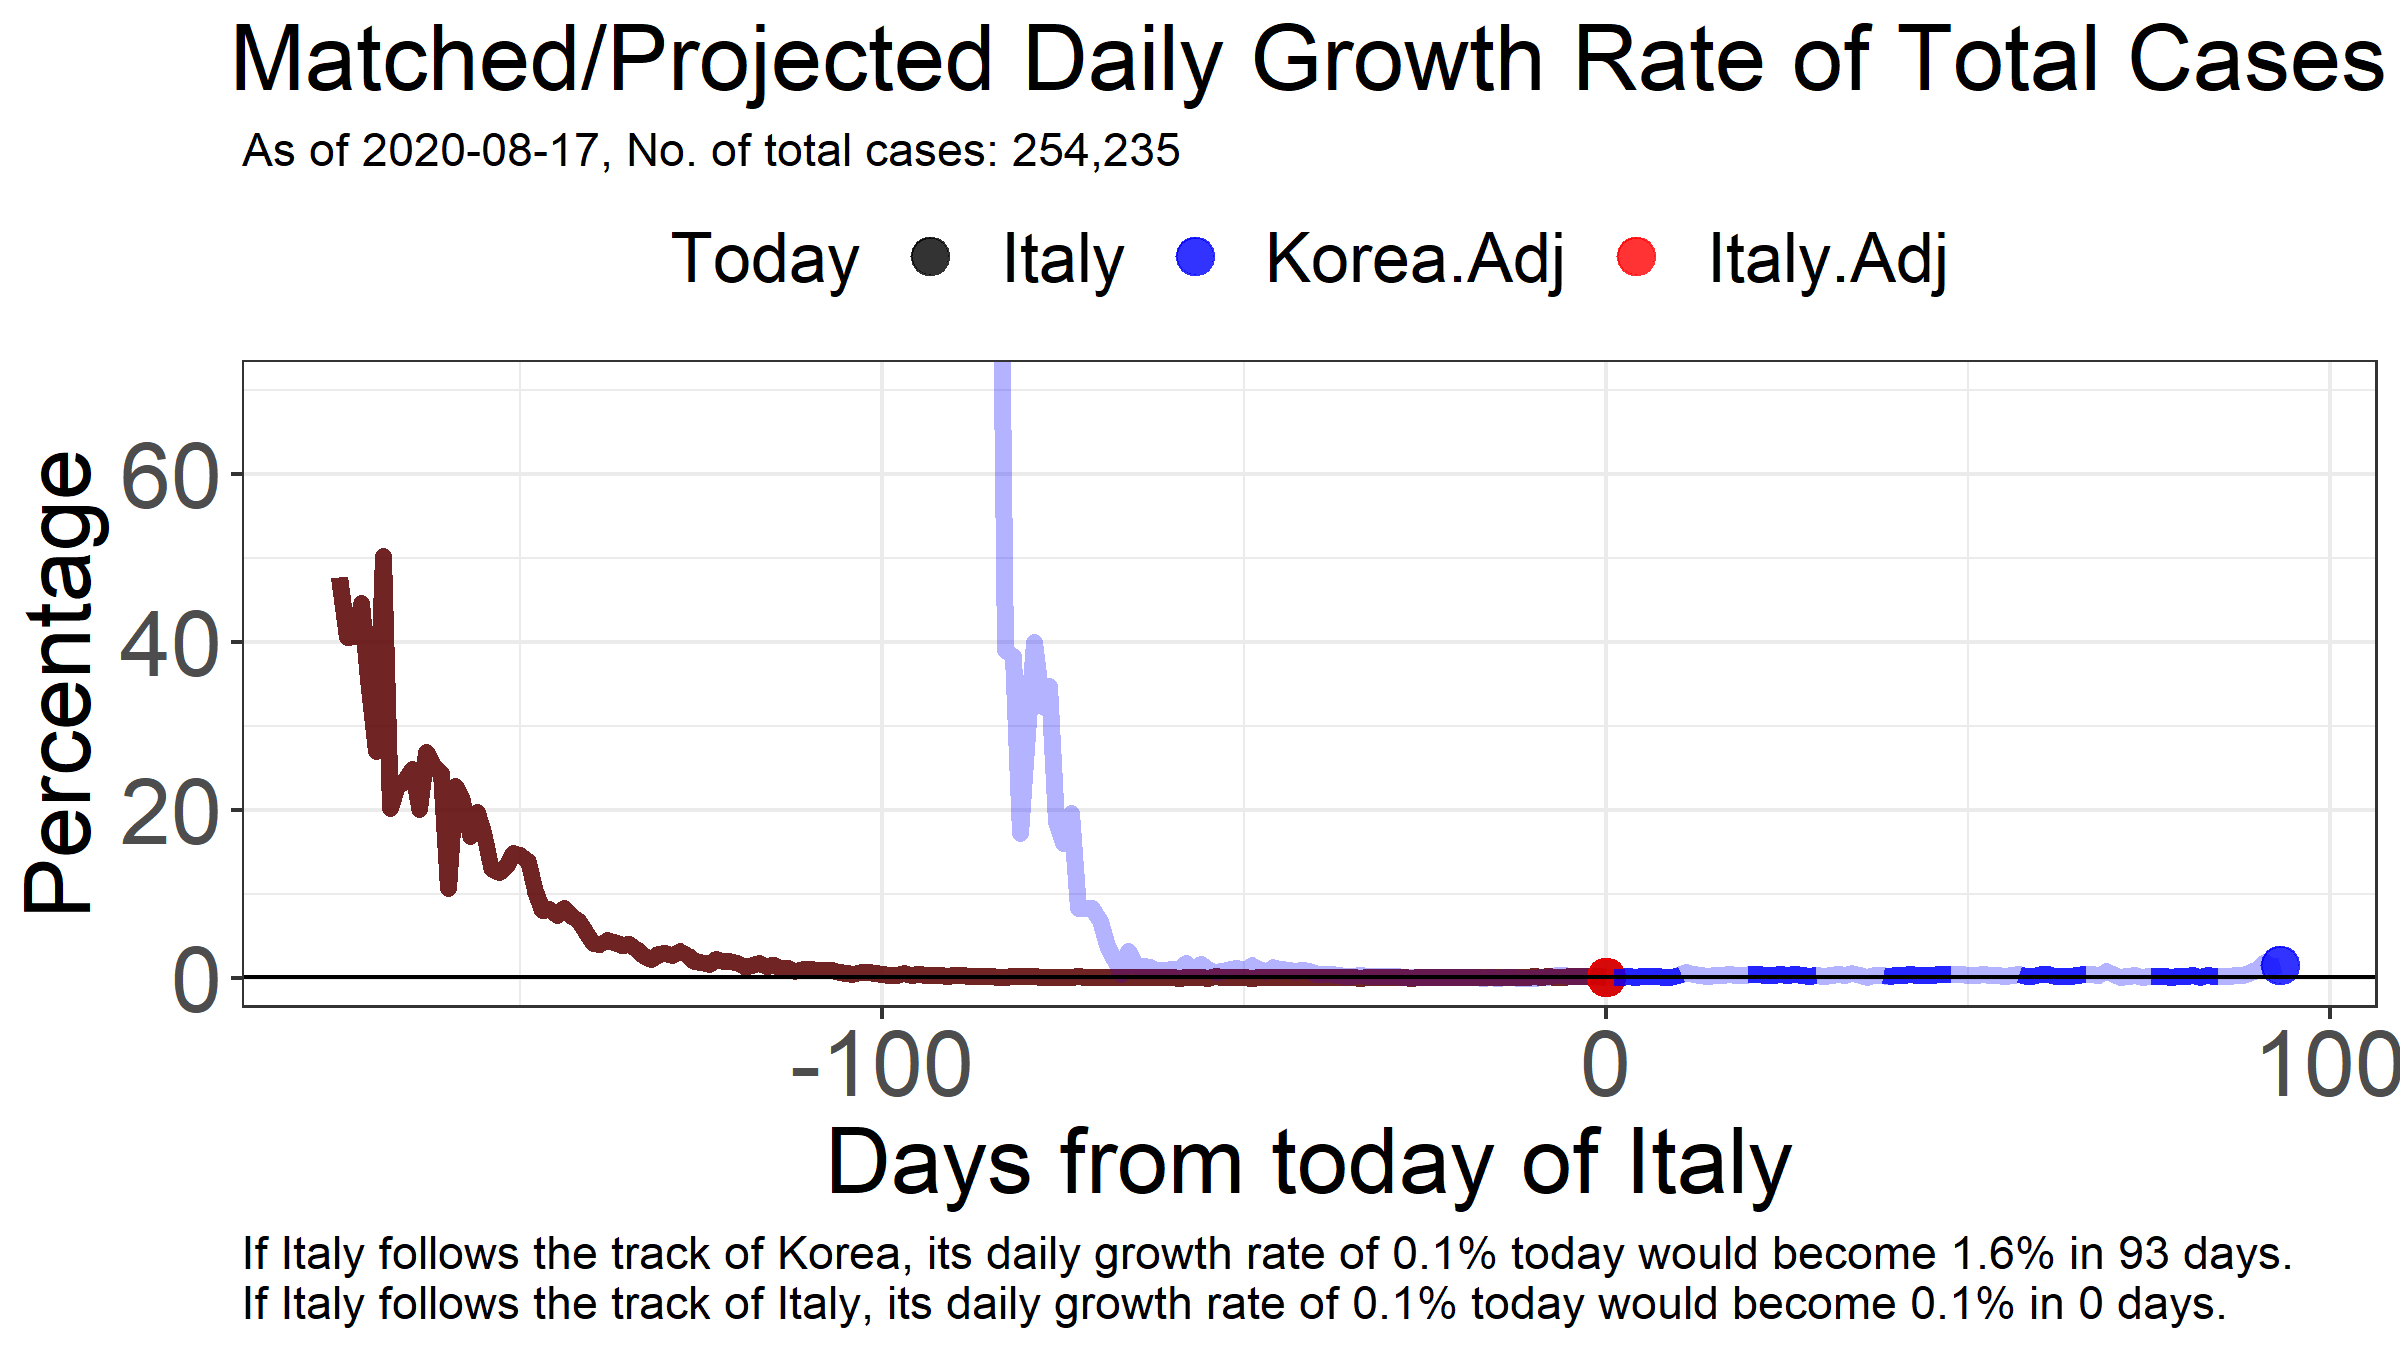 Matched/Projected Daily Growth Rate of Total Cases
As of 2020-08-17, No. of total cases: 254,235
Today Italy Korea.Adj Italy.Adj
Percentage
60
40
20
0
-100 0 100
Days from today of Italy
If Italy follows the track of Korea, its daily growth rate of 0.1% today would become 1.6% in 93 days.
If Italy follows the track of Italy, its daily growth rate of 0.1% today would become 0.1% in 0 days.